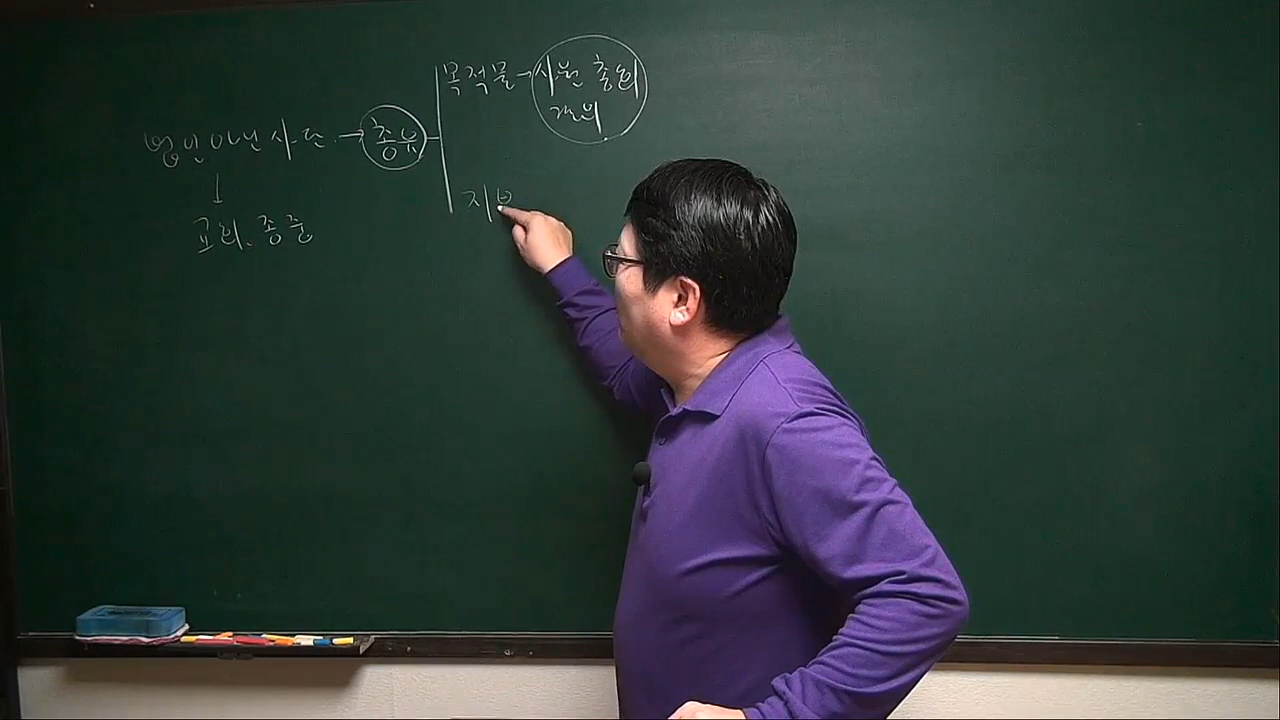 법인 아닌 사단 → 총유
↓
교회, 종중
목적물 → 사원 총회
결의
지분